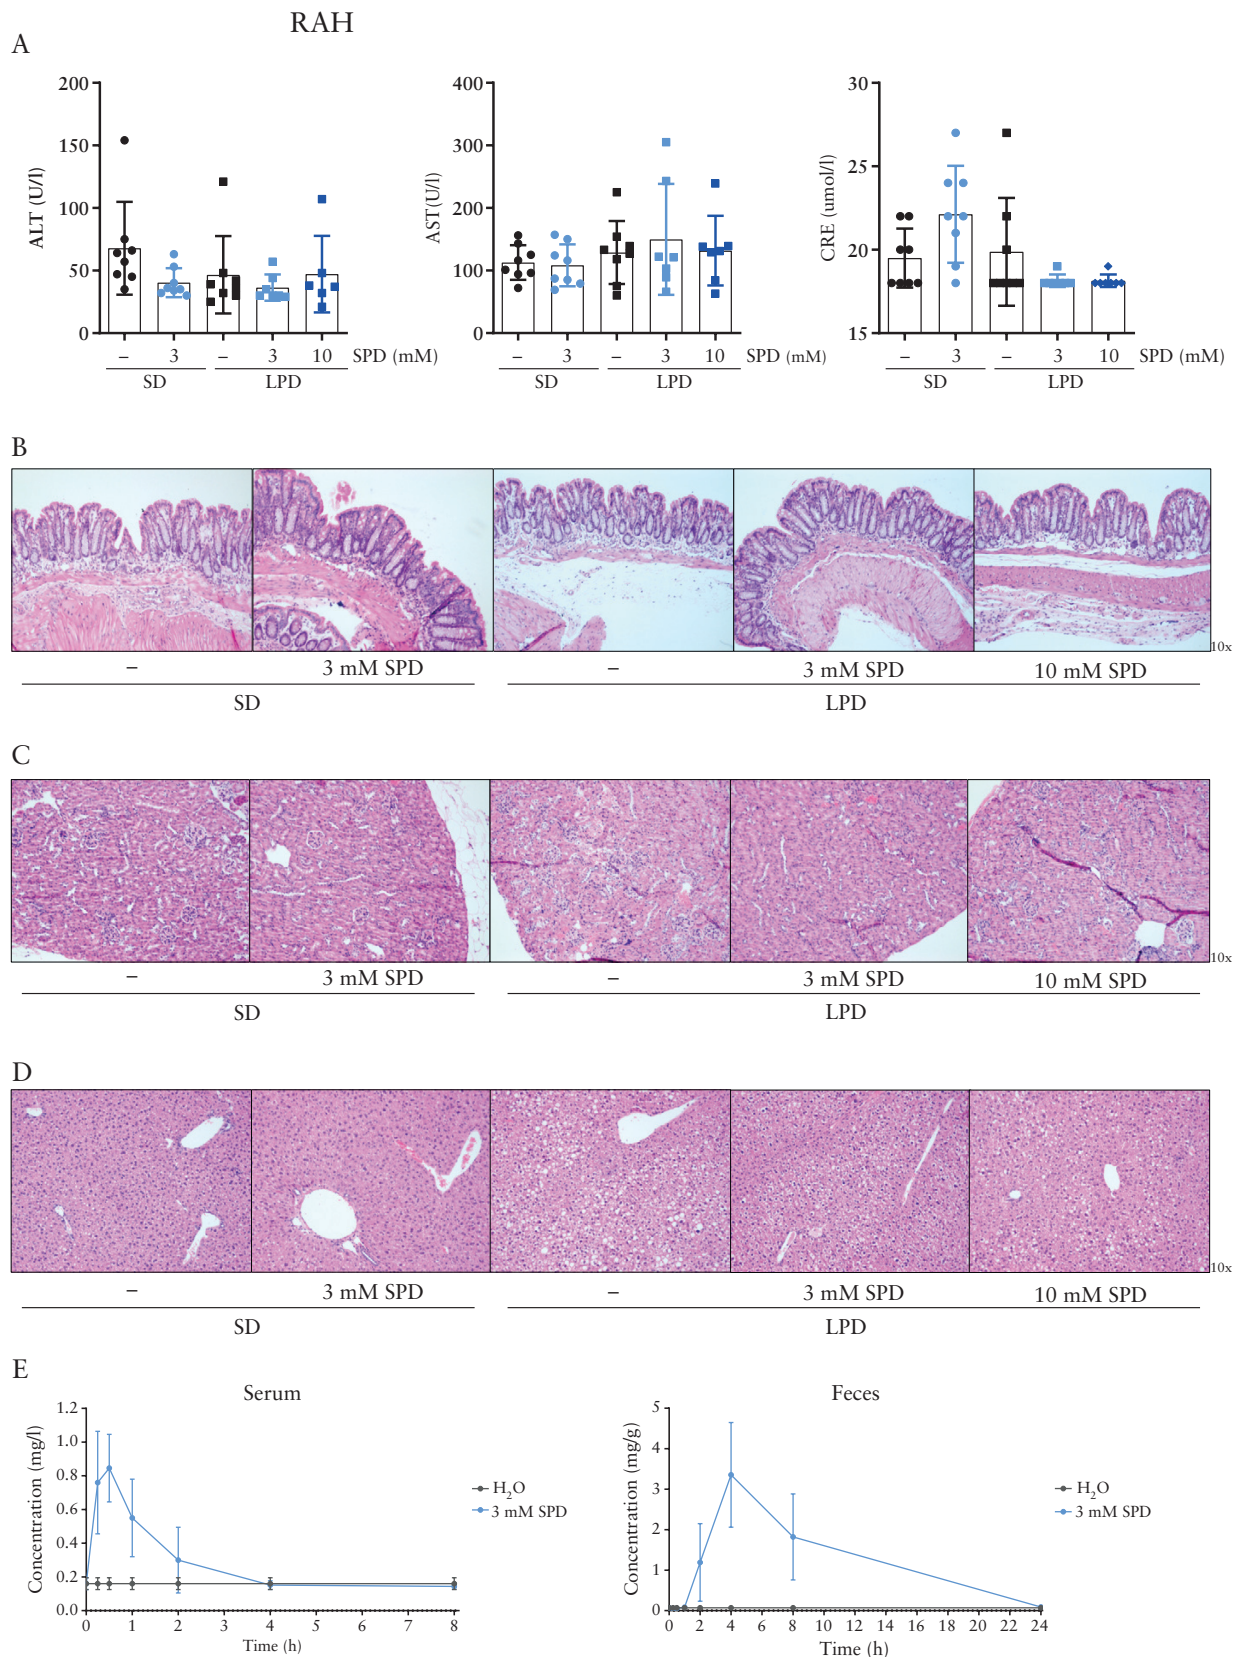 RAH
A
200
150
100
50
0
ALT (U/l)
– 3 – 3 10 SPD (mM)
SD LPD
400
300
200
100
0
AST(U/l)
– 3 – 3 10 SPD (mM)
SD LPD
30
25
20
15
CRE (umol/l)
– 3 – 3 10 SPD (mM)
SD LPD
B
10x
– 3 mM SPD – 3 mM SPD 10 mM SPD
SD LPD
C
10x
– 3 mM SPD – 3 mM SPD 10 mM SPD
SD LPD
D
10x
– 3 mM SPD – 3 mM SPD 10 mM SPD
SD LPD
E
Serum
1.2
1.0
0.8
0.6
0.4
0.2
0.0
Concentration (mg/l)
0 1 2 3 4 5 6 7 8
Time (h)
H₂O
3 mM SPD
Feces
5
4
3
2
1
0
Concentration (mg/g)
0 2 4 6 8 10 12 14 16 18 20 22 24
Time (h)
H₂O
3 mM SPD